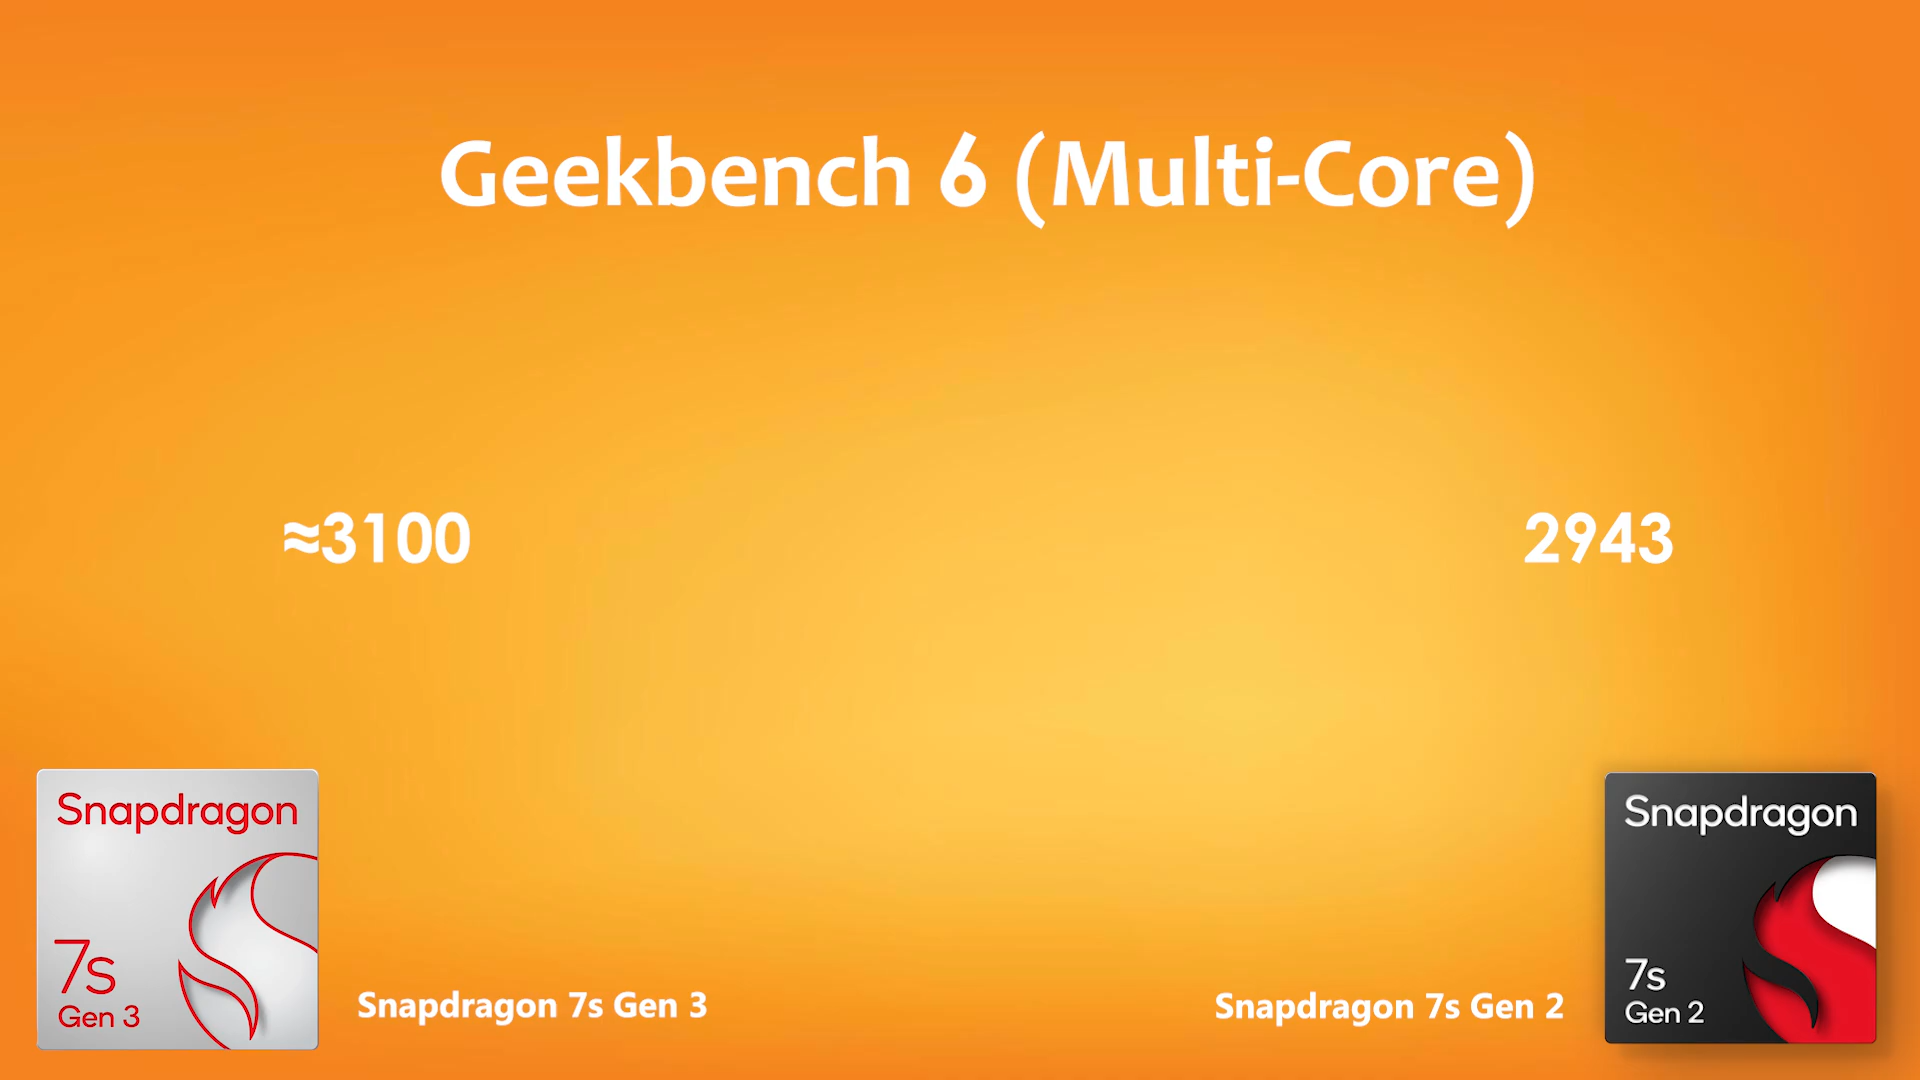 Geekbench 6 (Multi-Core)
≈3100
2943
Snapdragon
7s
Gen 3
Snapdragon 7s Gen 3
Snapdragon 7s Gen 2
Snapdragon
7s
Gen 2